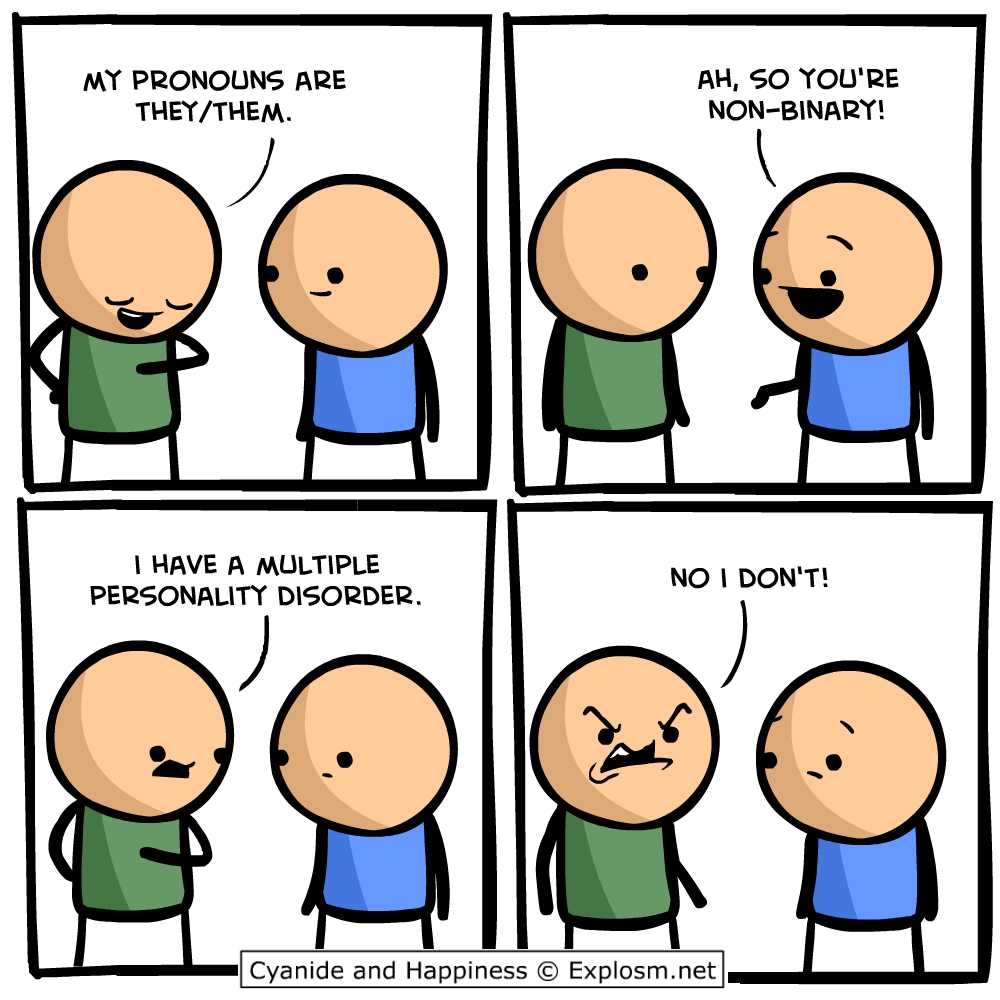 MY PRONOUNS ARE
THEY/THEM.
AH, SO YOU'RE
NON-BINARY!
I HAVE A MULTIPLE
PERSONALITY DISORDER.
NO I DON'T!
Cyanide and Happiness © Explosm.net